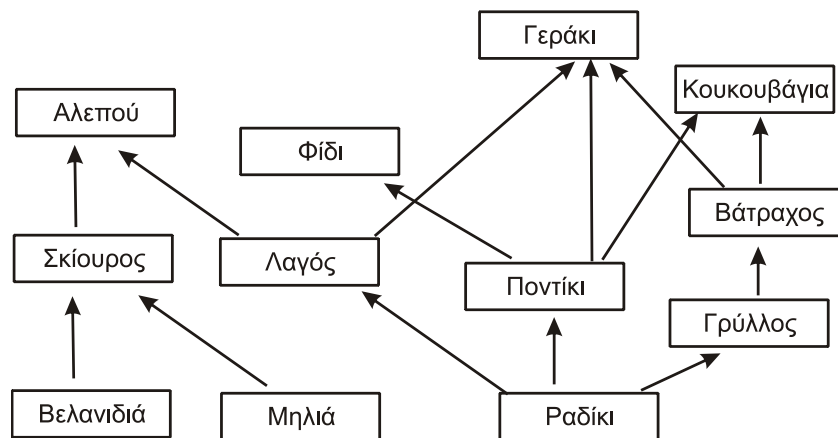 Γεράκι
Κουκουβάγια
Αλεπού
Φίδι
Βάτραχος
Σκίουρος
Λαγός
Ποντίκι
Γρύλλος
Βελανιδιά
Μηλιά
Ραδίκι